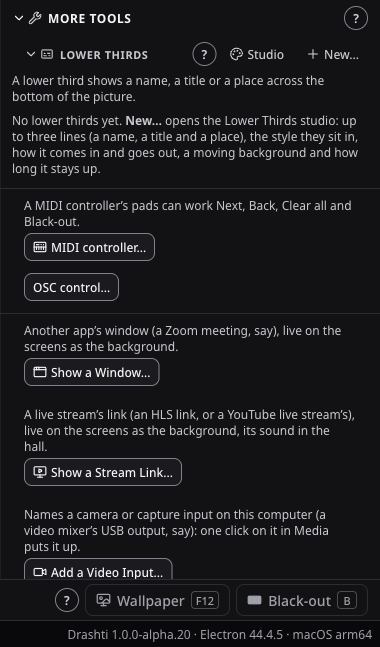 MORE TOOLS ?
LOWER THIRDS ? Studio + New...
A lower third shows a name, a title or a place across the
bottom of the picture.
No lower thirds yet. New... opens the Lower Thirds studio: up
to three lines (a name, a title and a place), the style they sit in,
how it comes in and goes out, a moving background and how
long it stays up.
A MIDI controller's pads can work Next, Back, Clear all and
Black-out.
MIDI controller...
OSC control...
Another app's window (a Zoom meeting, say), live on the
screens as the background.
Show a Window...
A live stream's link (an HLS link, or a YouTube live stream's),
live on the screens as the background, its sound in the
hall.
Show a Stream Link...
Names a camera or capture input on this computer (a
video mixer's USB output, say): one click on it in Media
puts it up.
Add a Video Input...
? Wallpaper F12 Black-out B
Drashti 1.0.0-alpha.20 · Electron 44.4.5 · macOS arm64